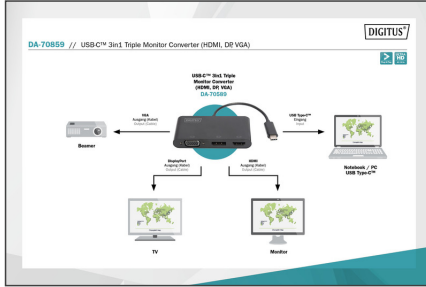 DIGITUS®
DA-70859 // USB-C™ 3in1 Triple Monitor Converter (HDMI, DP, VGA)
HD
USB-C™ 3in1 Triple
Monitor Converter
(HDMI, DP, VGA)
DA-70589
VGA
Ausgang (Kabel)
Output (Cable)
USB Type-C™
Eingang
Input
Beamer
Notebook / PC
USB Type-C™
DisplayPort
Ausgang (Kabel)
Output (Cable)
HDMI
Ausgang (Kabel)
Output (Cable)
TV
Monitor